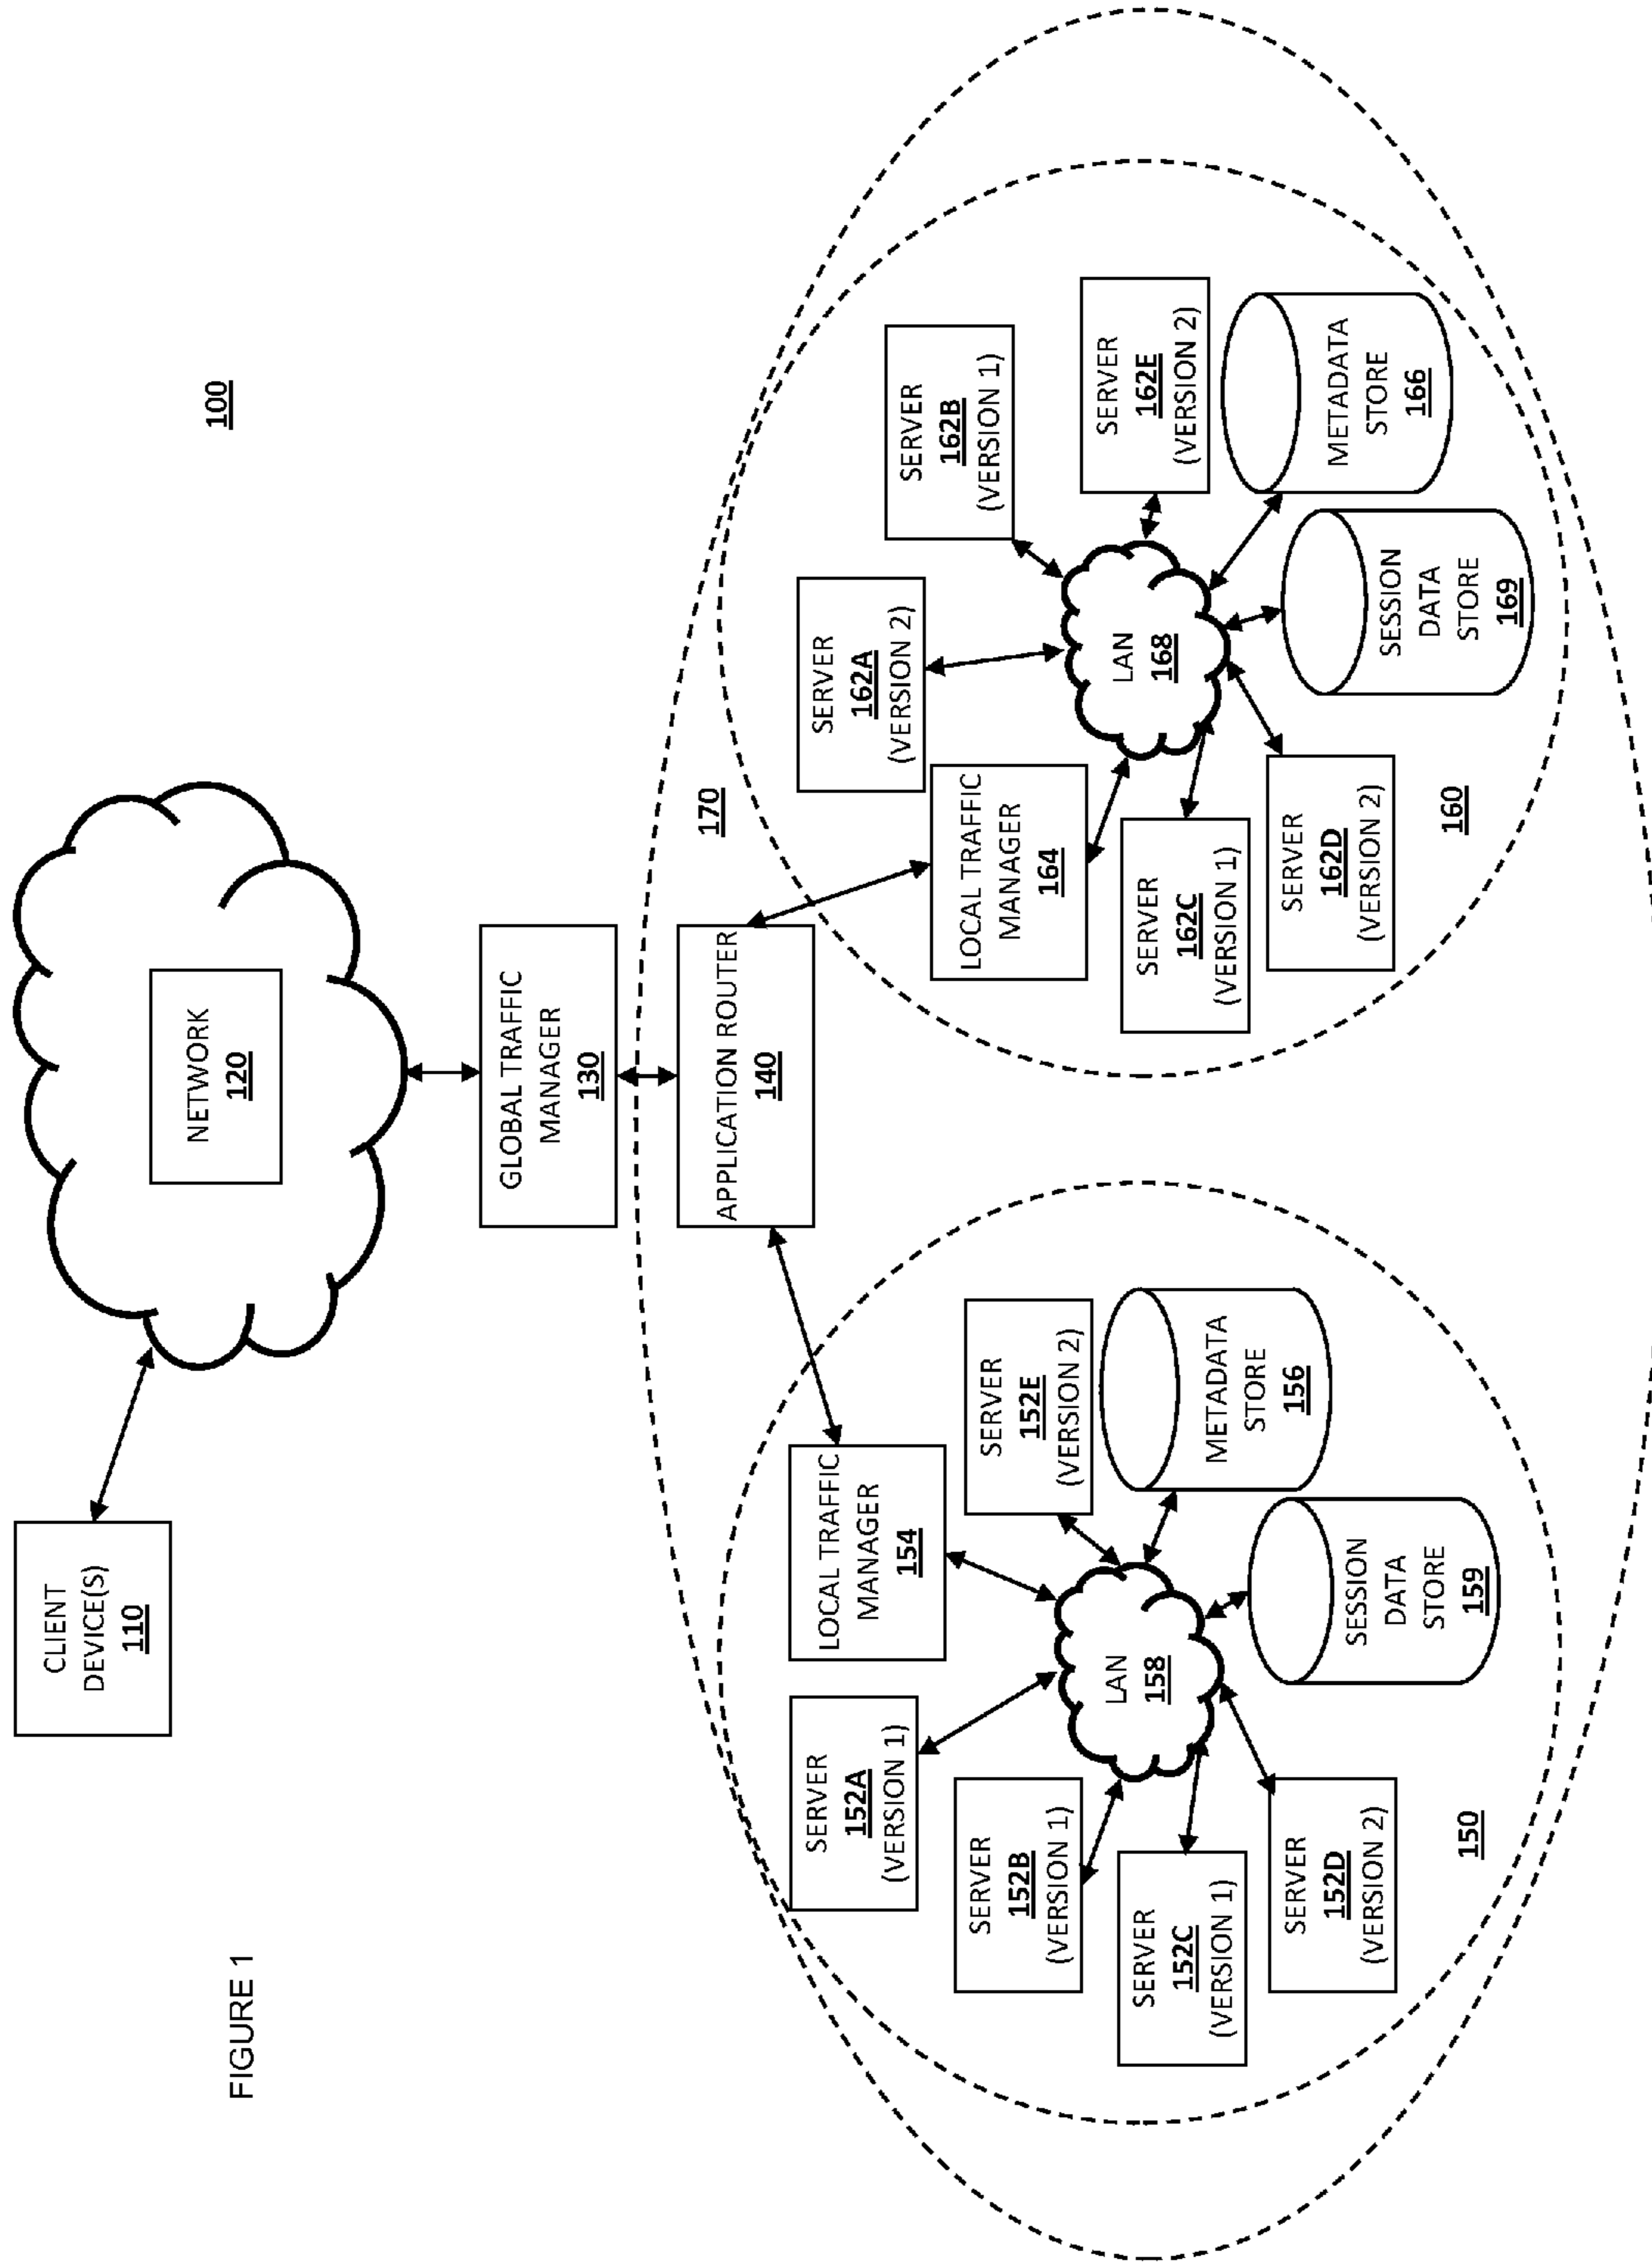 FIGURE 1
100
CLIENT
DEVICE(S)
110
NETWORK
120
GLOBAL TRAFFIC
MANAGER
130
APPLICATION ROUTER
140
170
LOCAL TRAFFIC
MANAGER
154
SERVER
152A
(VERSION 1)
SERVER
152B
(VERSION 1)
SERVER
152C
(VERSION 1)
SERVER
152D
(VERSION 2)
SERVER
152E
(VERSION 2)
LAN
158
METADATA
STORE
156
SESSION
DATA
STORE
159
150
LOCAL TRAFFIC
MANAGER
164
SERVER
162A
(VERSION 2)
SERVER
162B
(VERSION 1)
SERVER
162C
(VERSION 1)
SERVER
162D
(VERSION 2)
SERVER
162E
(VERSION 2)
LAN
168
METADATA
STORE
166
SESSION
DATA
STORE
169
160